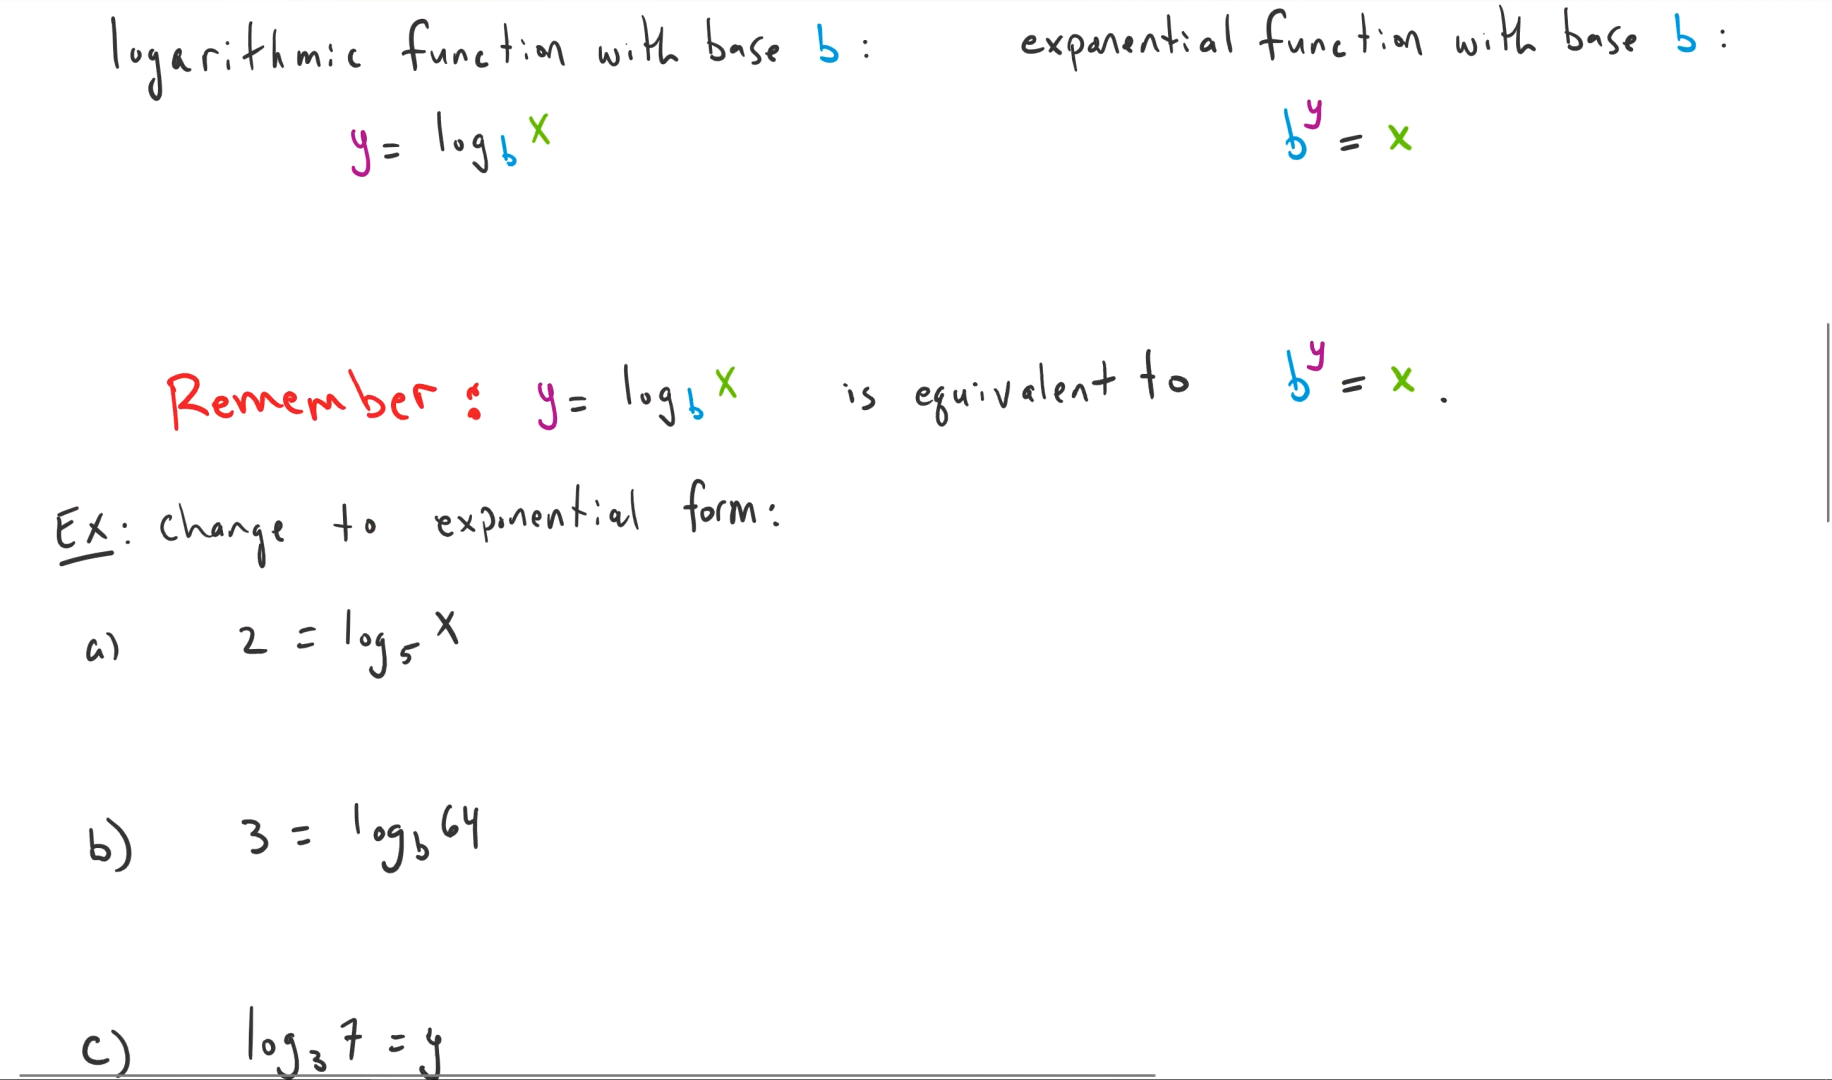 logarithmic function with base b: exponential function with base b:
y = log_b x b^y = x
Remember: y = log_b x is equivalent to b^y = x.
Ex: change to exponential form:
a) 2 = log_5 x
b) 3 = log_b 64
c) log_3 7 = y